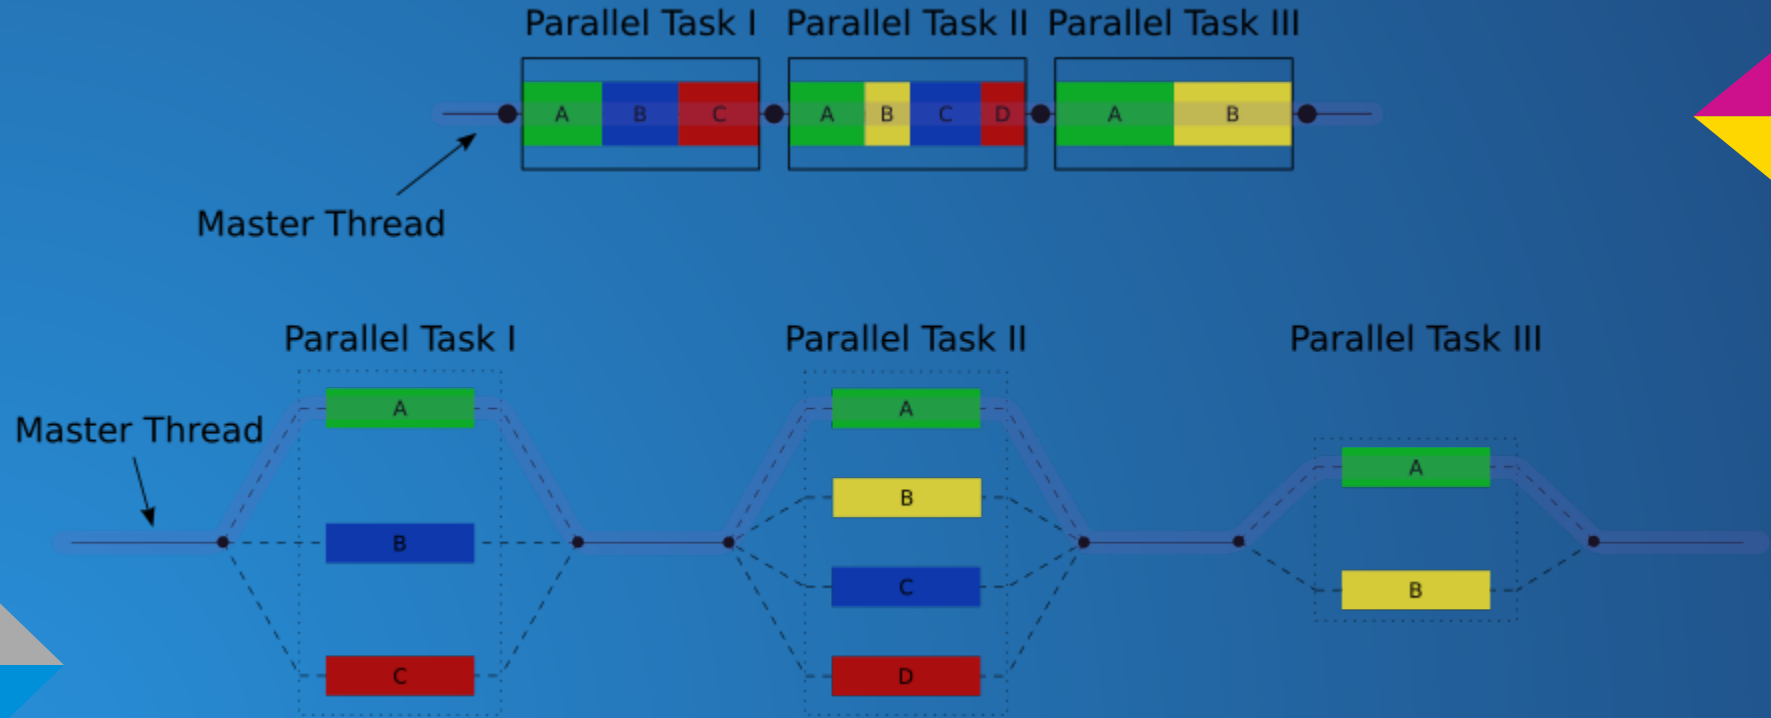 Parallel Task I Parallel Task II Parallel Task III
A B C A B C D A B
Master Thread
Parallel Task I Parallel Task II Parallel Task III
Master Thread
A A
A
B
B
C
B
C D